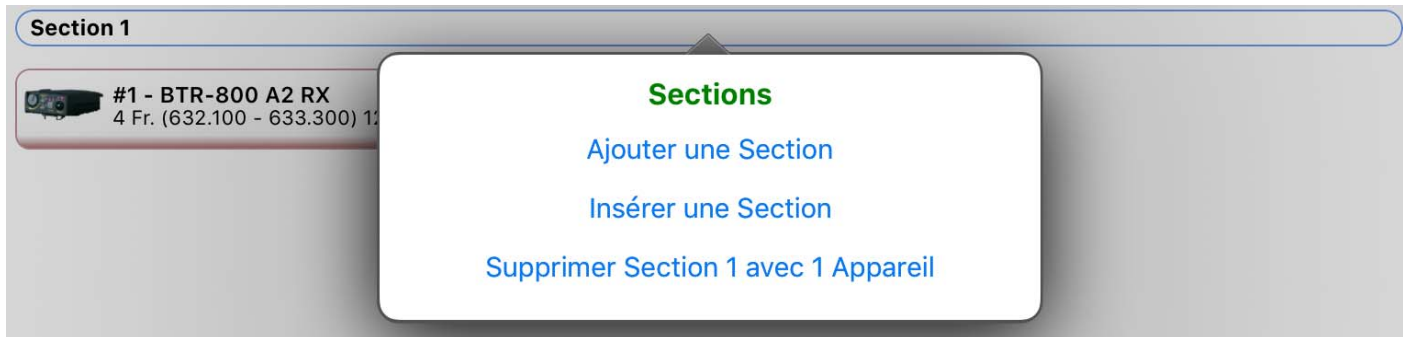 Section 1
#1 - BTR-800 A2 RX
4 Fr. (632.100 - 633.300)
Sections
Ajouter une Section
Insérer une Section
Supprimer Section 1 avec 1 Appareil